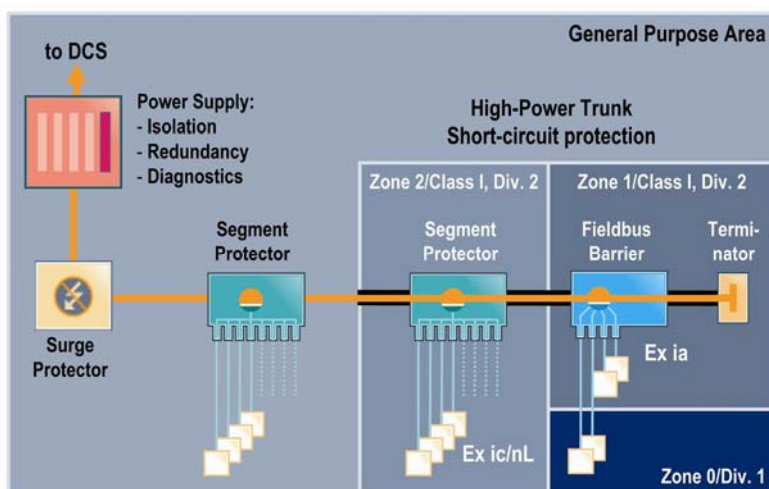 General Purpose Area
to DCS
Power Supply:
- Isolation
- Redundancy
- Diagnostics
High-Power Trunk
Short-circuit protection
Zone 2/Class I, Div. 2
Zone 1/Class I, Div. 2
Segment
Protector
Segment
Protector
Fieldbus
Barrier
Termi-
nator
Surge
Protector
Ex ia
Ex ic/nL
Zone 0/Div. 1